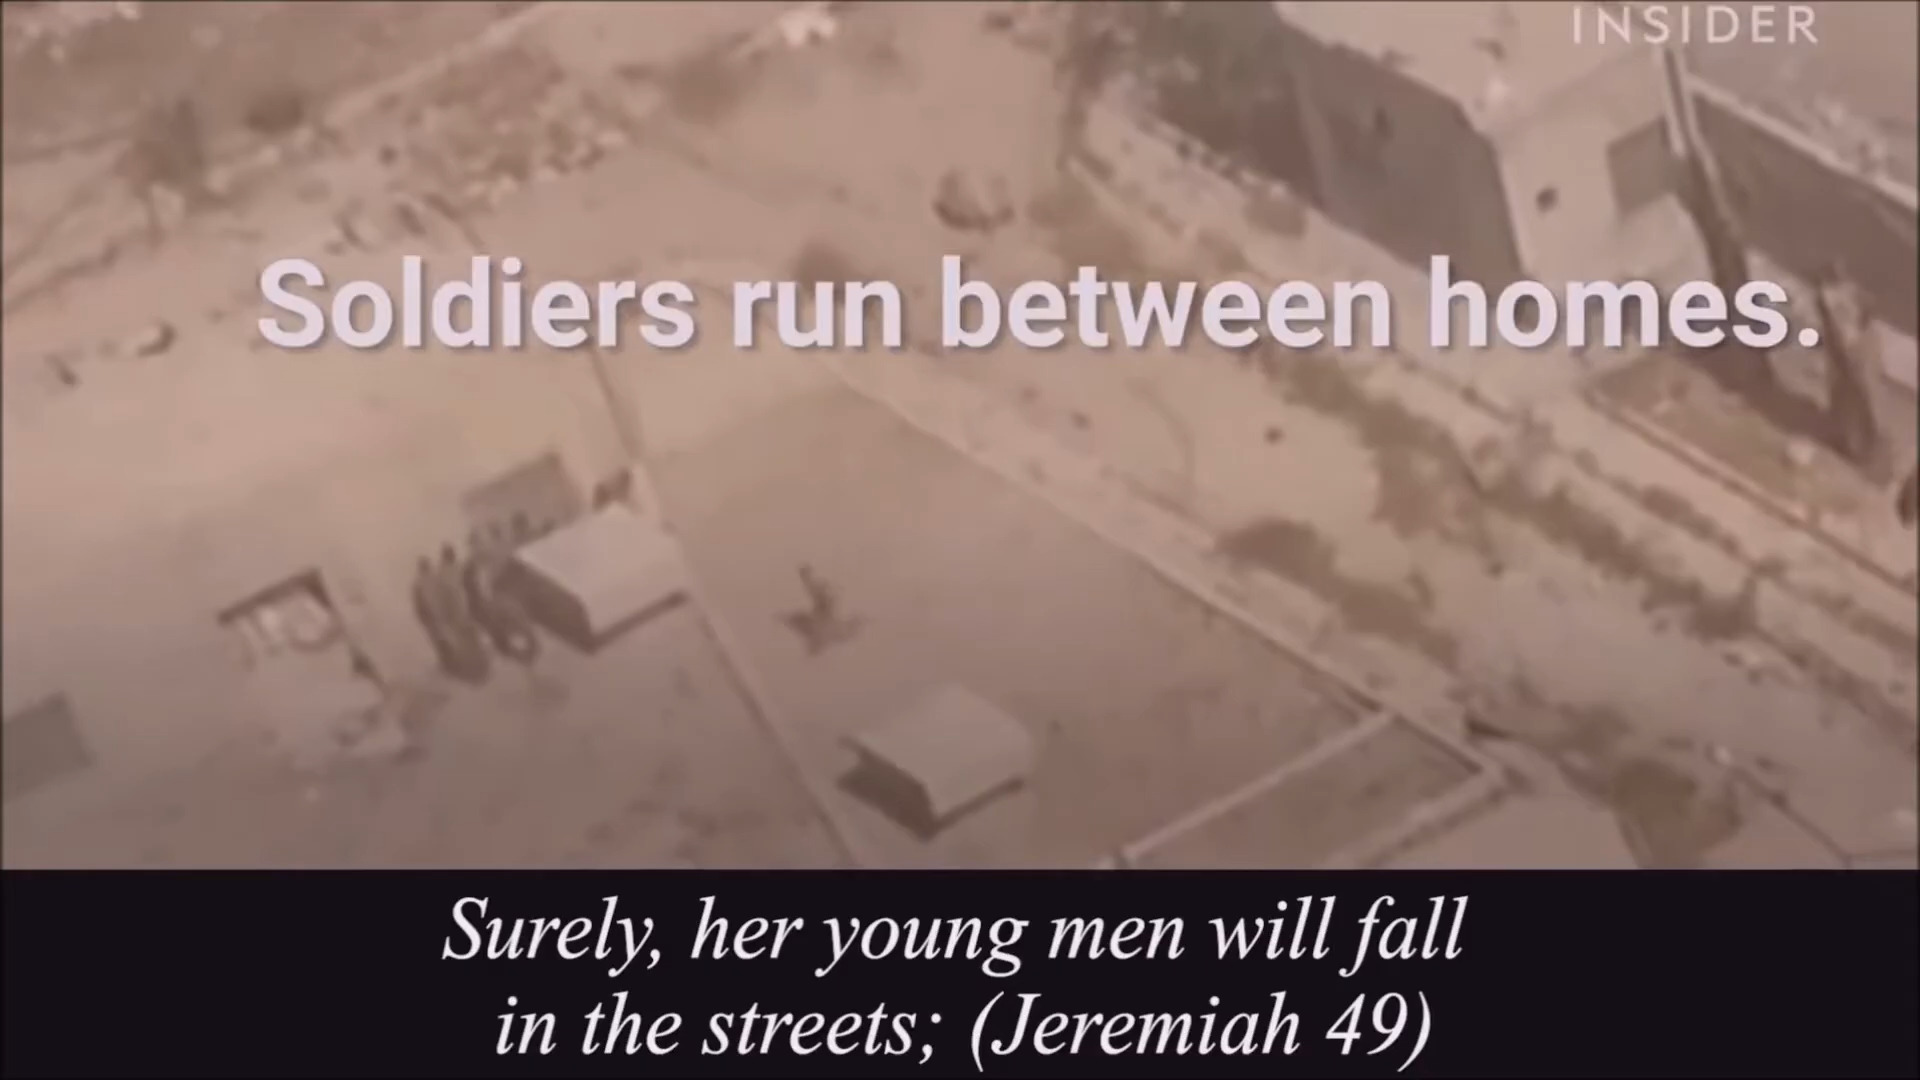 INSIDER
Soldiers run between homes.
Surely, her young men will fall
in the streets; (Jeremiah 49)